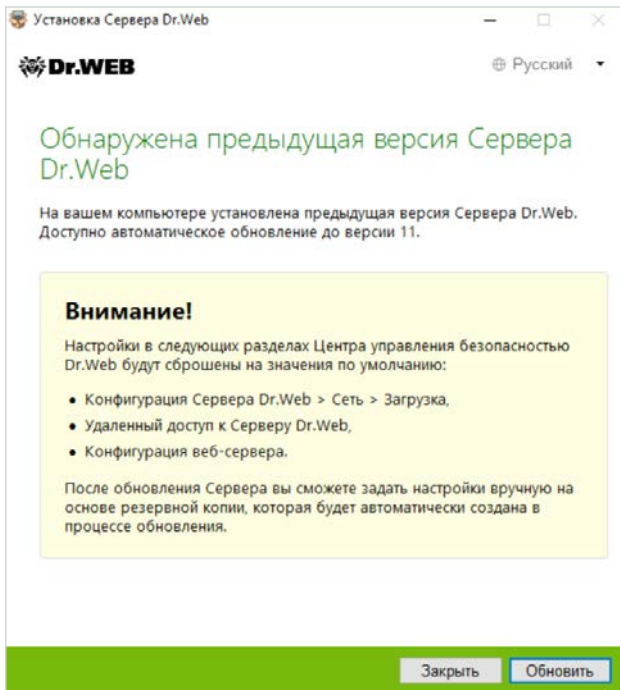 Установка Сервера Dr.Web
Dr.WEB
Русский
Обнаружена предыдущая версия Сервера
Dr.Web
На вашем компьютере установлена предыдущая версия Сервера Dr.Web.
Доступно автоматическое обновление до версии 11.
Внимание!
Настройки в следующих разделах Центра управления безопасностью
Dr.Web будут сброшены на значения по умолчанию:
• Конфигурация Сервера Dr.Web > Сеть > Загрузка,
• Удаленный доступ к Серверу Dr.Web,
• Конфигурация веб-сервера.
После обновления Сервера вы сможете задать настройки вручную на
основе резервной копии, которая будет автоматически создана в
процессе обновления.
Закрыть
Обновить